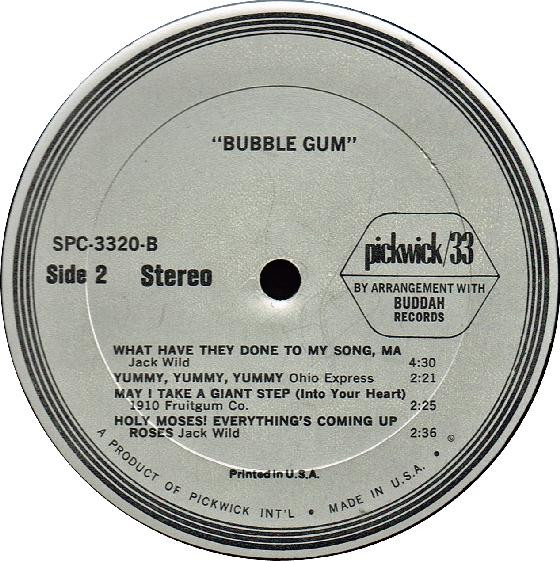 "BUBBLE GUM"
SPC-3320-B
Side 2 Stereo
pickwick/33
BY ARRANGEMENT WITH
BUDDAH
RECORDS
WHAT HAVE THEY DONE TO MY SONG, MA
Jack Wild 4:30
YUMMY, YUMMY, YUMMY Ohio Express 2:21
MAY I TAKE A GIANT STEP (Into Your Heart)
1910 Fruitgum Co. 2:25
HOLY MOSES! EVERYTHING'S COMING UP
ROSES Jack Wild 2:36
Printed in U.S.A.
A PRODUCT OF PICKWICK INT'L • MADE IN U.S.A. • ©